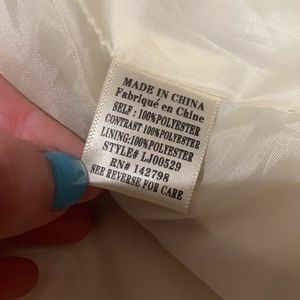 MADE IN CHINA
Fabriqué en Chine
SELF: 100%POLYESTER
CONTRAST 100%POLYESTER
LINING:100%POLYESTER
STYLE# LJ00529
RN# 142798
SEE REVERSE FOR CARE